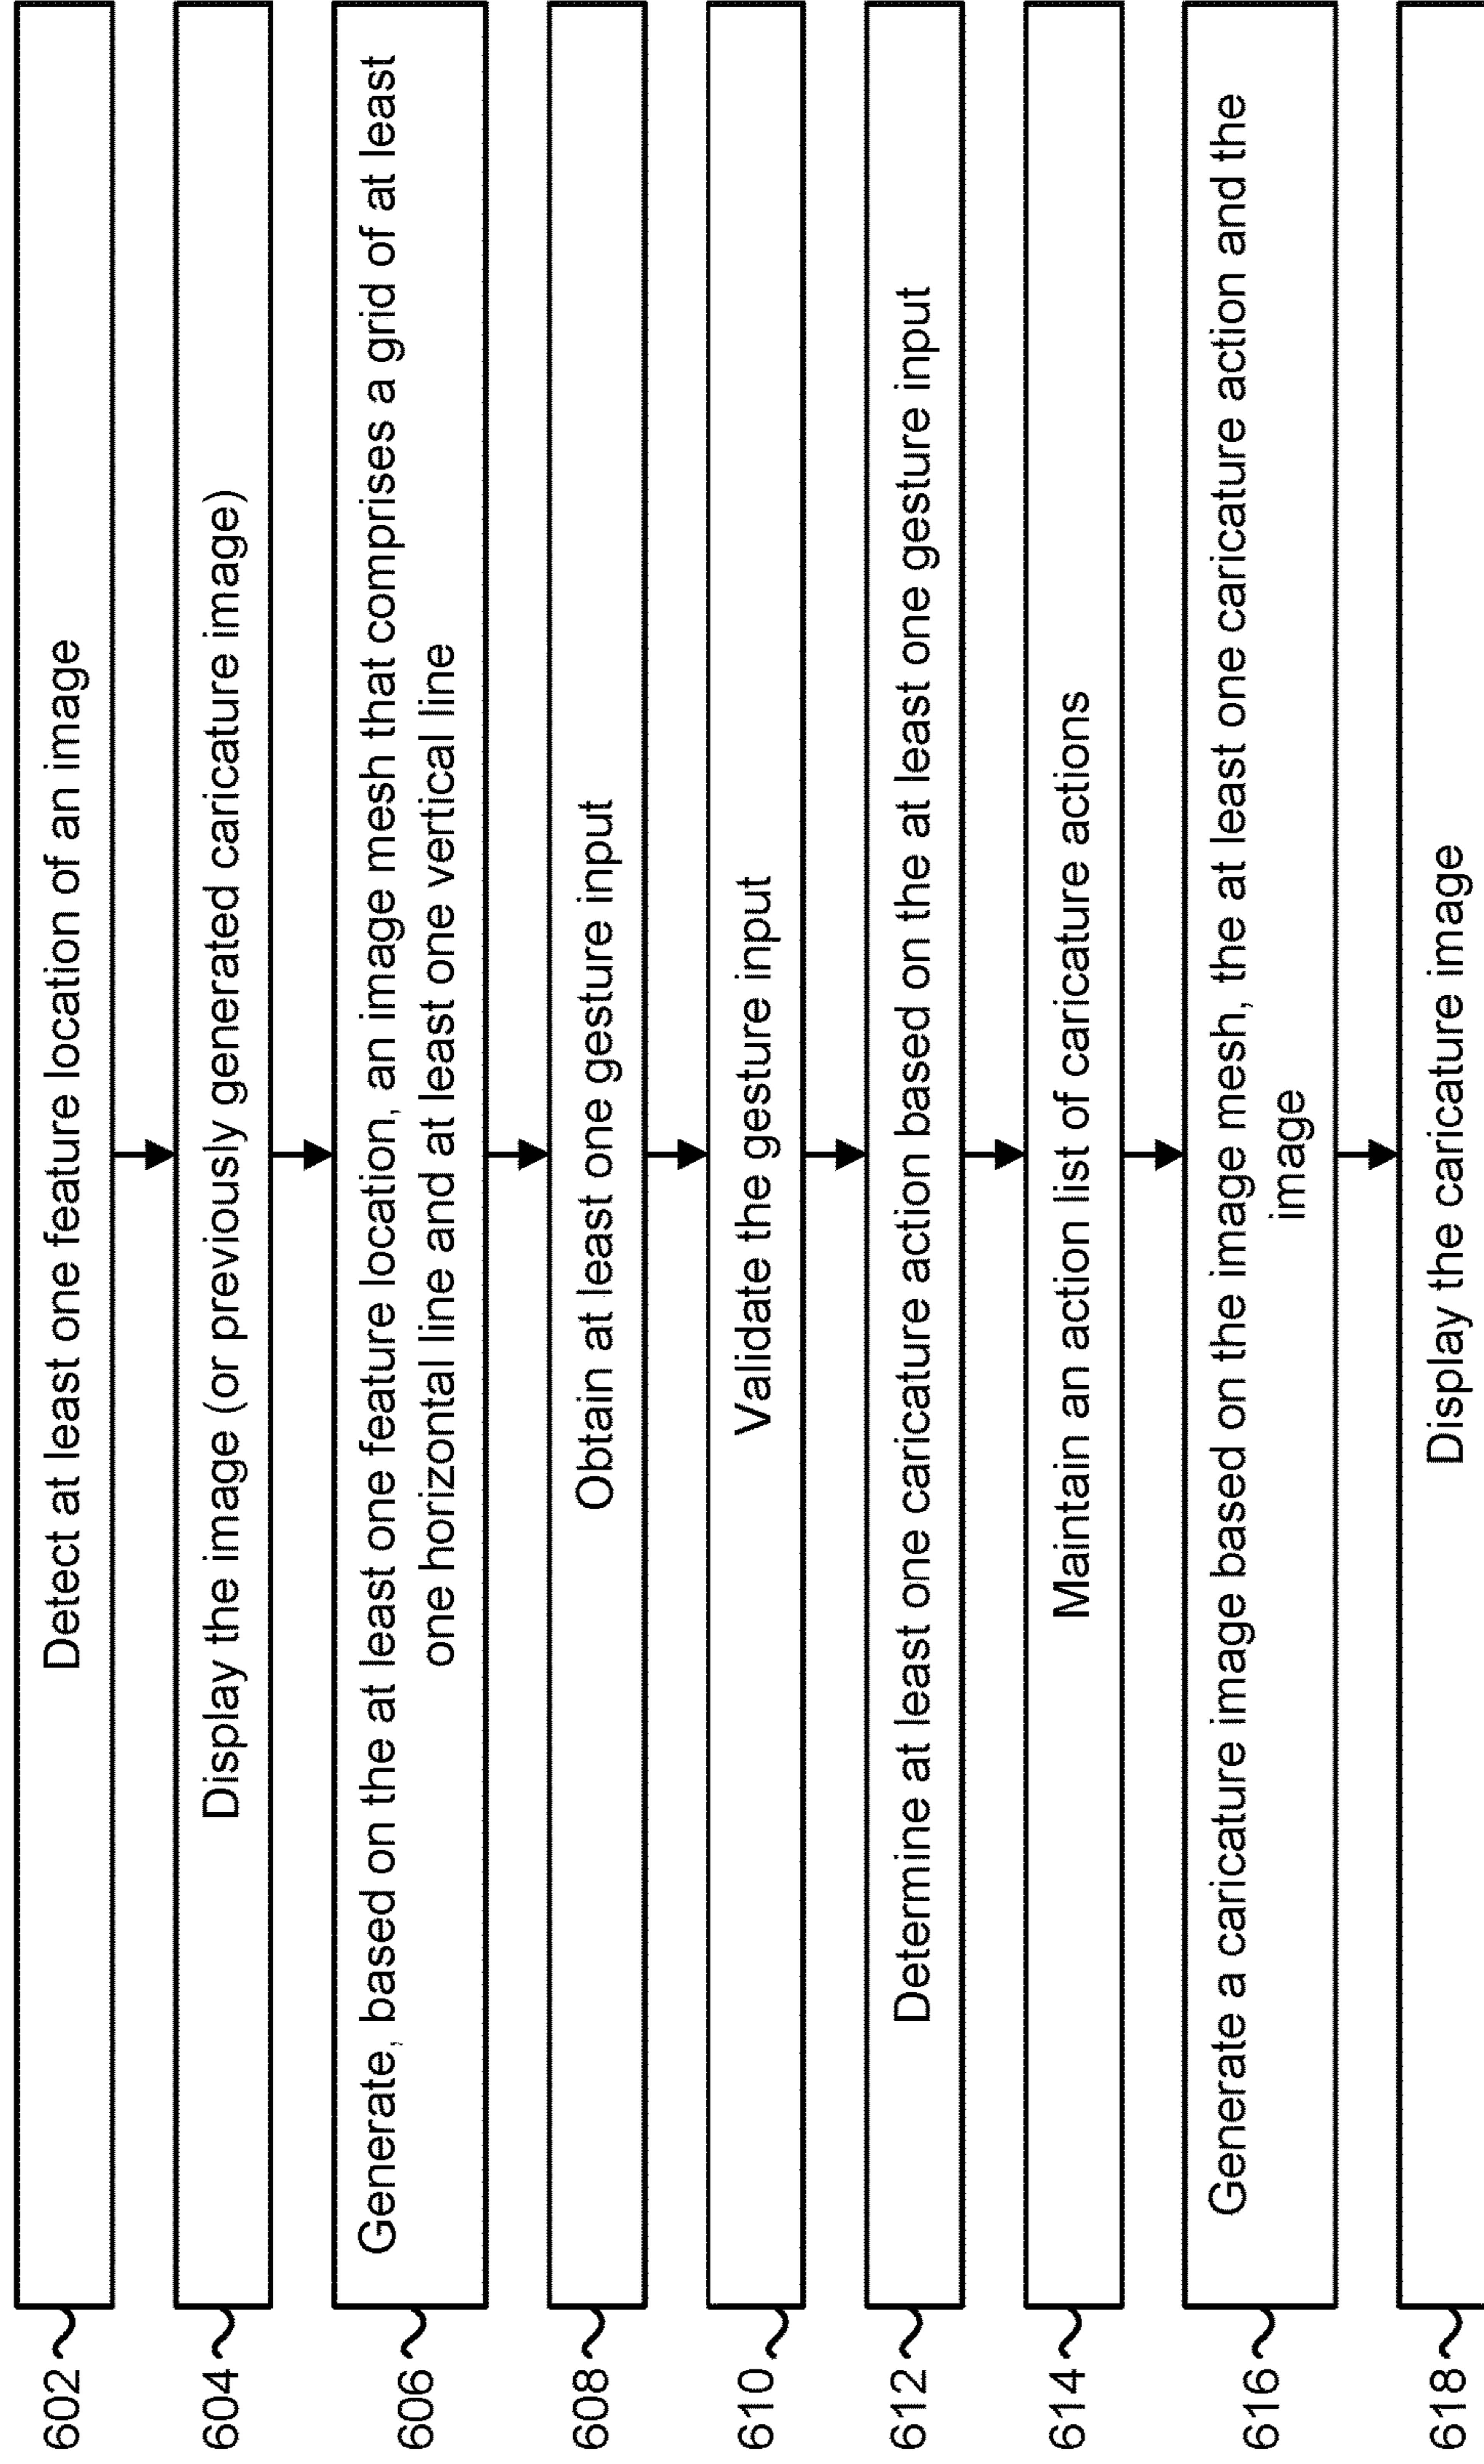 602
Detect at least one feature location of an image
604
Display the image (or previously generated caricature image)
606
Generate, based on the at least one feature location, an image mesh that comprises a grid of at least
one horizontal line and at least one vertical line
608
Obtain at least one gesture input
610
Validate the gesture input
612
Determine at least one caricature action based on the at least one gesture input
614
Maintain an action list of caricature actions
616
Generate a caricature image based on the image mesh, the at least one caricature action and the
image
618
Display the caricature image